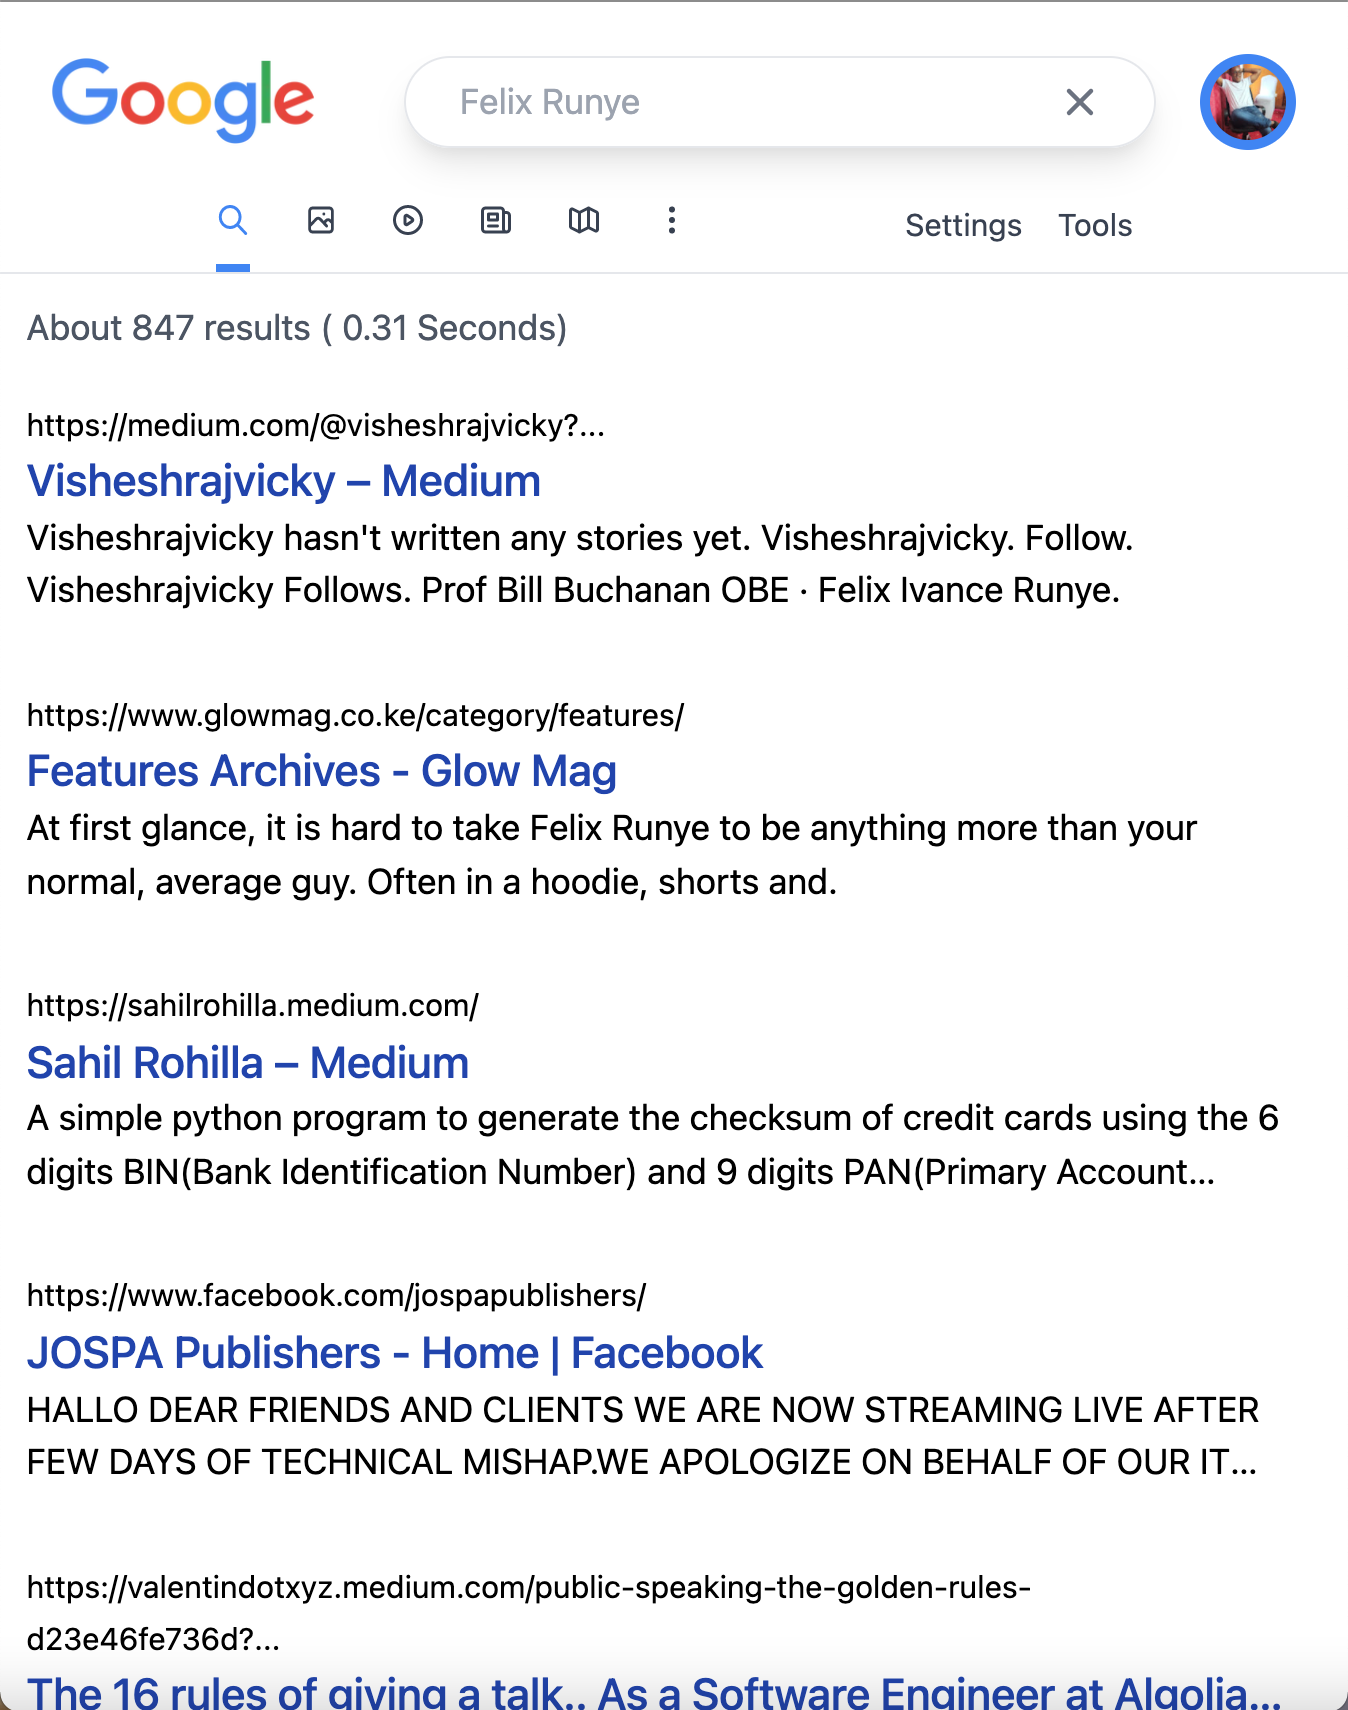 Google
Felix Runye
Settings Tools
About 847 results ( 0.31 Seconds)
https://medium.com/@visheshrajvicky?...
Visheshrajvicky – Medium
Visheshrajvicky hasn't written any stories yet. Visheshrajvicky. Follow.
Visheshrajvicky Follows. Prof Bill Buchanan OBE · Felix Ivance Runye.
https://www.glowmag.co.ke/category/features/
Features Archives - Glow Mag
At first glance, it is hard to take Felix Runye to be anything more than your
normal, average guy. Often in a hoodie, shorts and.
https://sahilrohilla.medium.com/
Sahil Rohilla – Medium
A simple python program to generate the checksum of credit cards using the 6
digits BIN(Bank Identification Number) and 9 digits PAN(Primary Account...
https://www.facebook.com/jospapublishers/
JOSPA Publishers - Home | Facebook
HALLO DEAR FRIENDS AND CLIENTS WE ARE NOW STREAMING LIVE AFTER
FEW DAYS OF TECHNICAL MISHAP.WE APOLOGIZE ON BEHALF OF OUR IT...
https://valentindotxyz.medium.com/public-speaking-the-golden-rules-
d23e46fe736d?...
The 16 rules of giving a talk.. As a Software Engineer at Algolia...